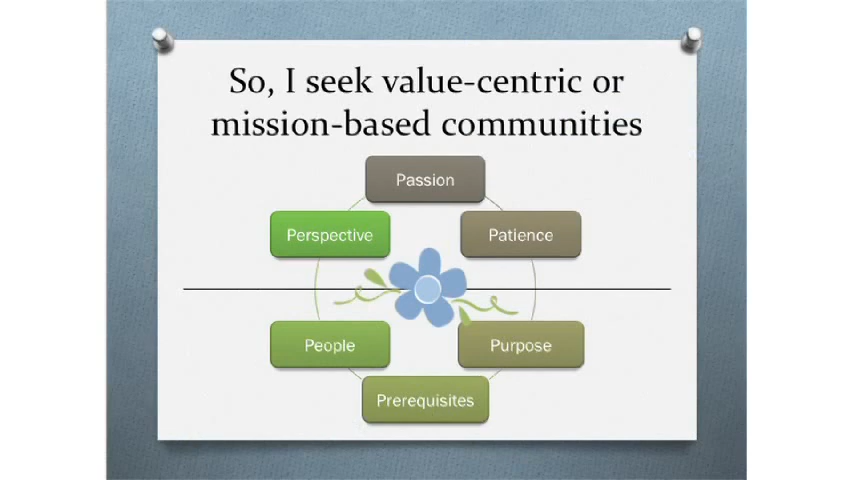 So, I seek value-centric or
mission-based communities
Passion
Perspective
Patience
People
Purpose
Prerequisites